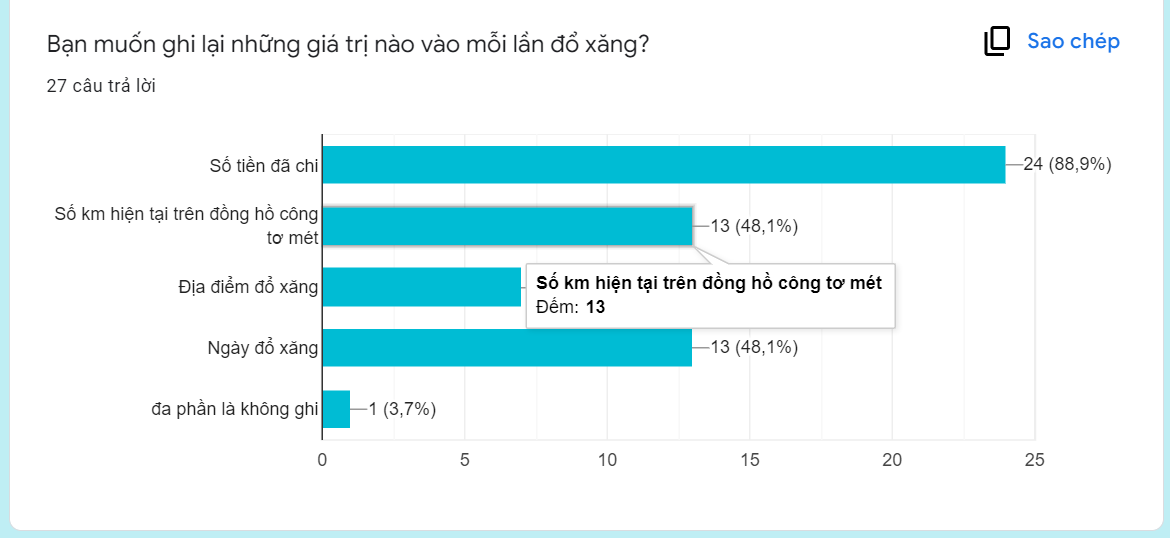 Bạn muốn ghi lại những giá trị nào vào mỗi lần đổ xăng?
Sao chép
27 câu trả lời
Số tiền đã chi
24 (88,9%)
Số km hiện tại trên đồng hồ công
tơ mét
13 (48,1%)
Địa điểm đổ xăng
Số km hiện tại trên đồng hồ công tơ mét
Đếm: 13
Ngày đổ xăng
13 (48,1%)
đa phần là không ghi
1 (3,7%)
0
5
10
15
20
25